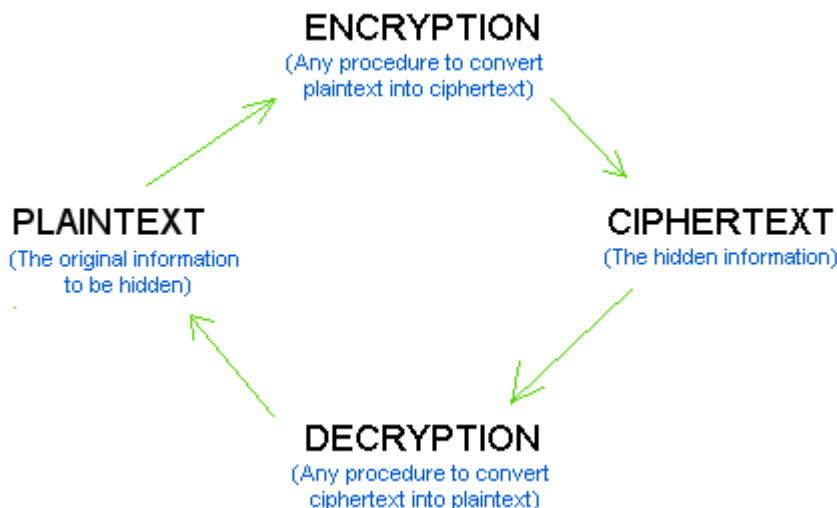 ENCRYPTION
(Any procedure to convert
plaintext into ciphertext)
PLAINTEXT
(The original information
to be hidden)
CIPHERTEXT
(The hidden information)
DECRYPTION
(Any procedure to convert
ciphertext into plaintext)